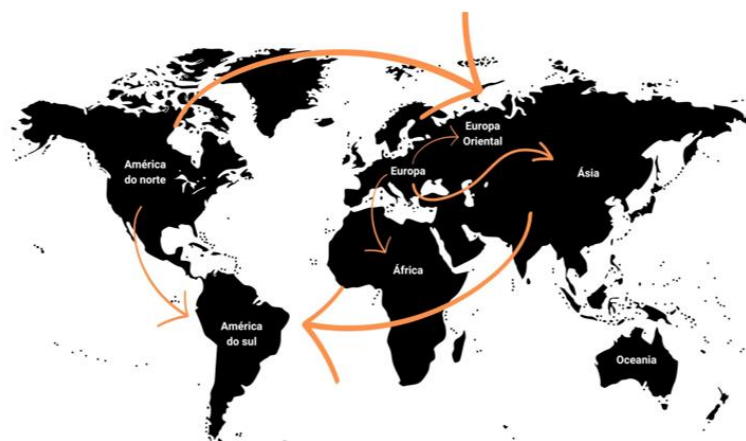 América
do norte
Europa
Oriental
Europa
Ásia
África
América
do sul
Oceania